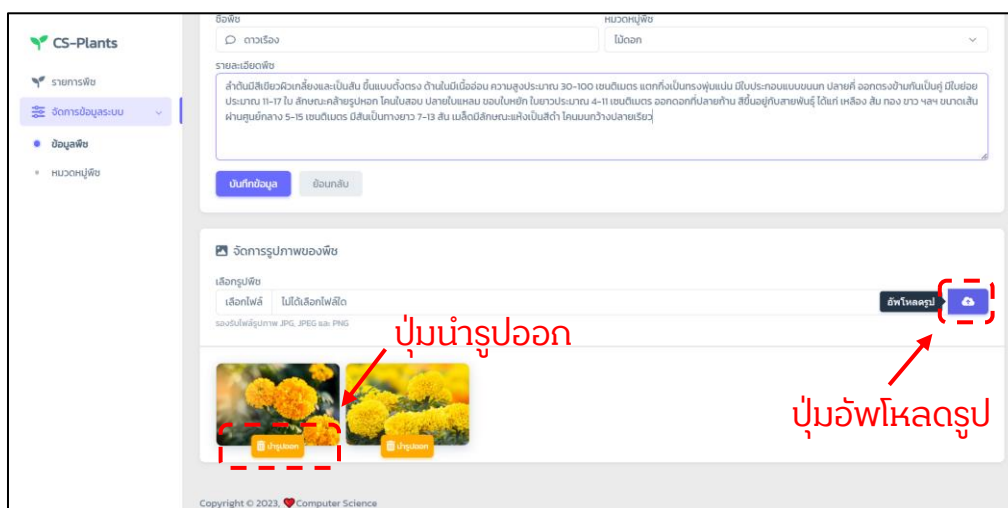 CS-Plants
รายการพืช
จัดการข้อมูลระบบ
ข้อมูลพืช
หมวดหมู่พืช
ชื่อพืช
หมวดหมู่พืช
ดาวเรือง
ไม้ดอก
รายละเอียดพืช
ลำต้นมีสีเขียวผิวเกลี้ยงและเป็นสัน ขึ้นแบบตั้งตรง ด้านในมีเนื้ออ่อน ความสูงประมาณ 30-100 เซนติเมตร แตกกิ่งเป็นทรงพุ่มแน่น มีใบประกอบแบบขนนก ปลายคี่ ออกตรงข้ามกันเป็นคู่ มีใบย่อย
ประมาณ 11-17 ใบ ลักษณะคล้ายรูปหอก โคนใบสอบ ปลายใบแหลม ขอบใบหยัก ใบยาวประมาณ 4-11 เซนติเมตร ออกดอกที่ปลายก้าน สีขึ้นอยู่กับสายพันธุ์ ได้แก่ เหลือง ส้ม ทอง ขาว ฯลฯ ขนาดเส้น
ผ่านศูนย์กลาง 5-15 เซนติเมตร มีสันเป็นทางยาว 7-13 สัน เมล็ดมีลักษณะแห้งเป็นสีดำ โคนมนกว้างปลายเรียว
บันทึกข้อมูล
ย้อนกลับ
จัดการรูปภาพของพืช
เลือกรูปพืช
เลือกไฟล์ ไม่ได้เลือกไฟล์ใด
อัพโหลดรูป
รองรับไฟล์รูปภาพ JPG, JPEG และ PNG
ปุ่มนำรูปออก
ปุ่มอัพโหลดรูป
นำรูปออก
นำรูปออก
Copyright © 2023, Computer Science